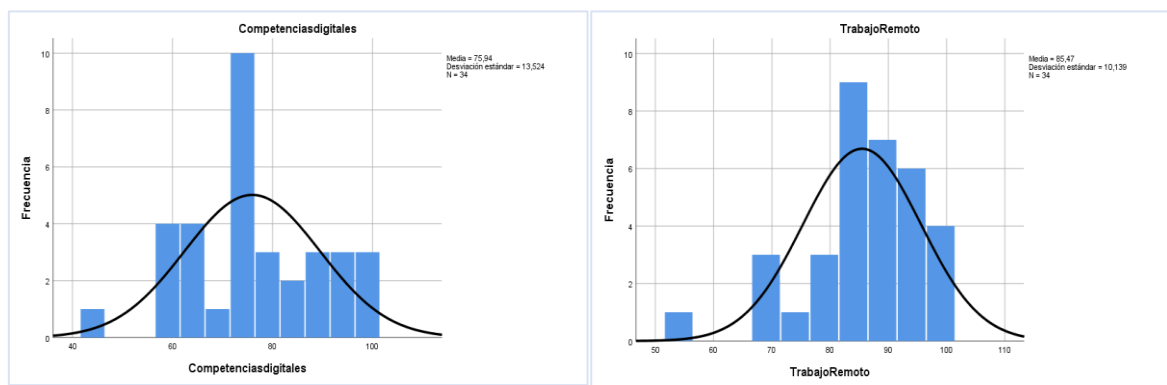 Competenciasdigitales
Media = 75,94
Desviación estándar = 13,524
N = 34
Frecuencia
10
8
6
4
2
0
40
60
80
100
Competenciasdigitales
TrabajoRemoto
Media = 85,47
Desviación estándar = 10,139
N = 34
Frecuencia
10
8
6
4
2
0
50
60
70
80
90
100
110
TrabajoRemoto